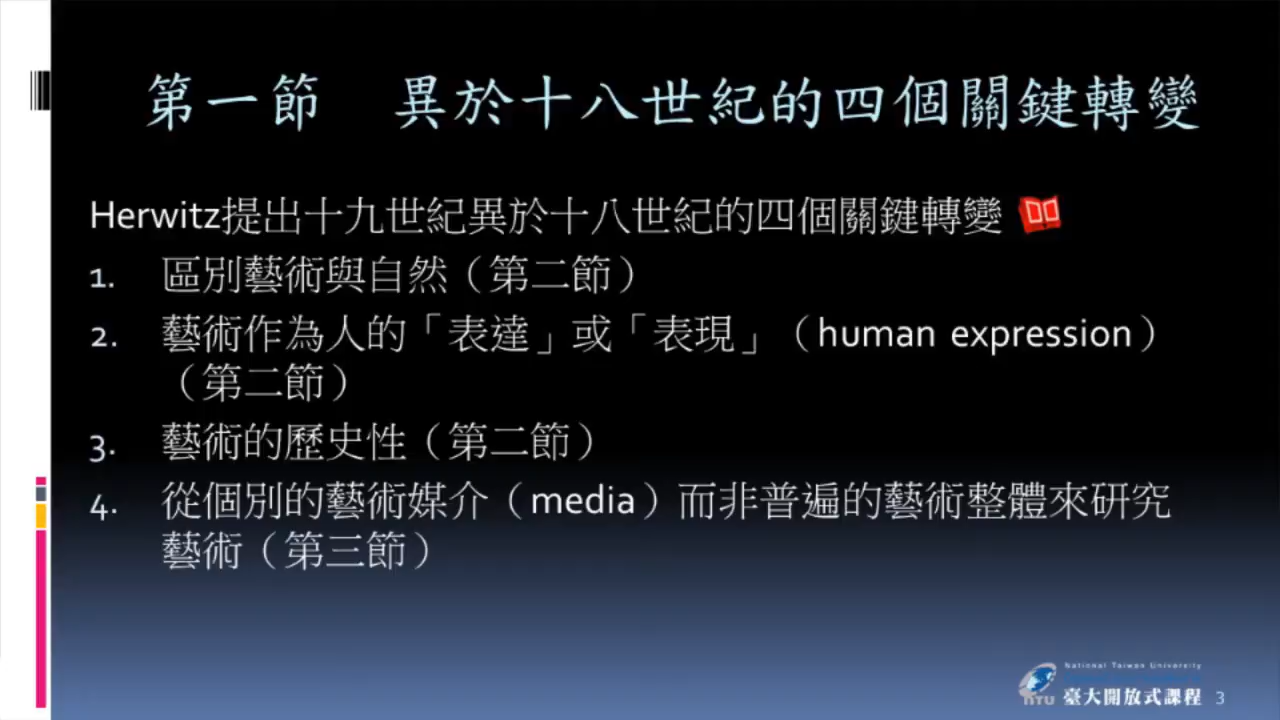 第一節　異於十八世紀的四個關鍵轉變
Herwitz提出十九世紀異於十八世紀的四個關鍵轉變
1. 區別藝術與自然（第二節）
2. 藝術作為人的「表達」或「表現」（human expression）
（第二節）
3. 藝術的歷史性（第二節）
4. 從個別的藝術媒介（media）而非普遍的藝術整體來研究
藝術（第三節）
National Taiwan University
NTU 臺大開放式課程 3